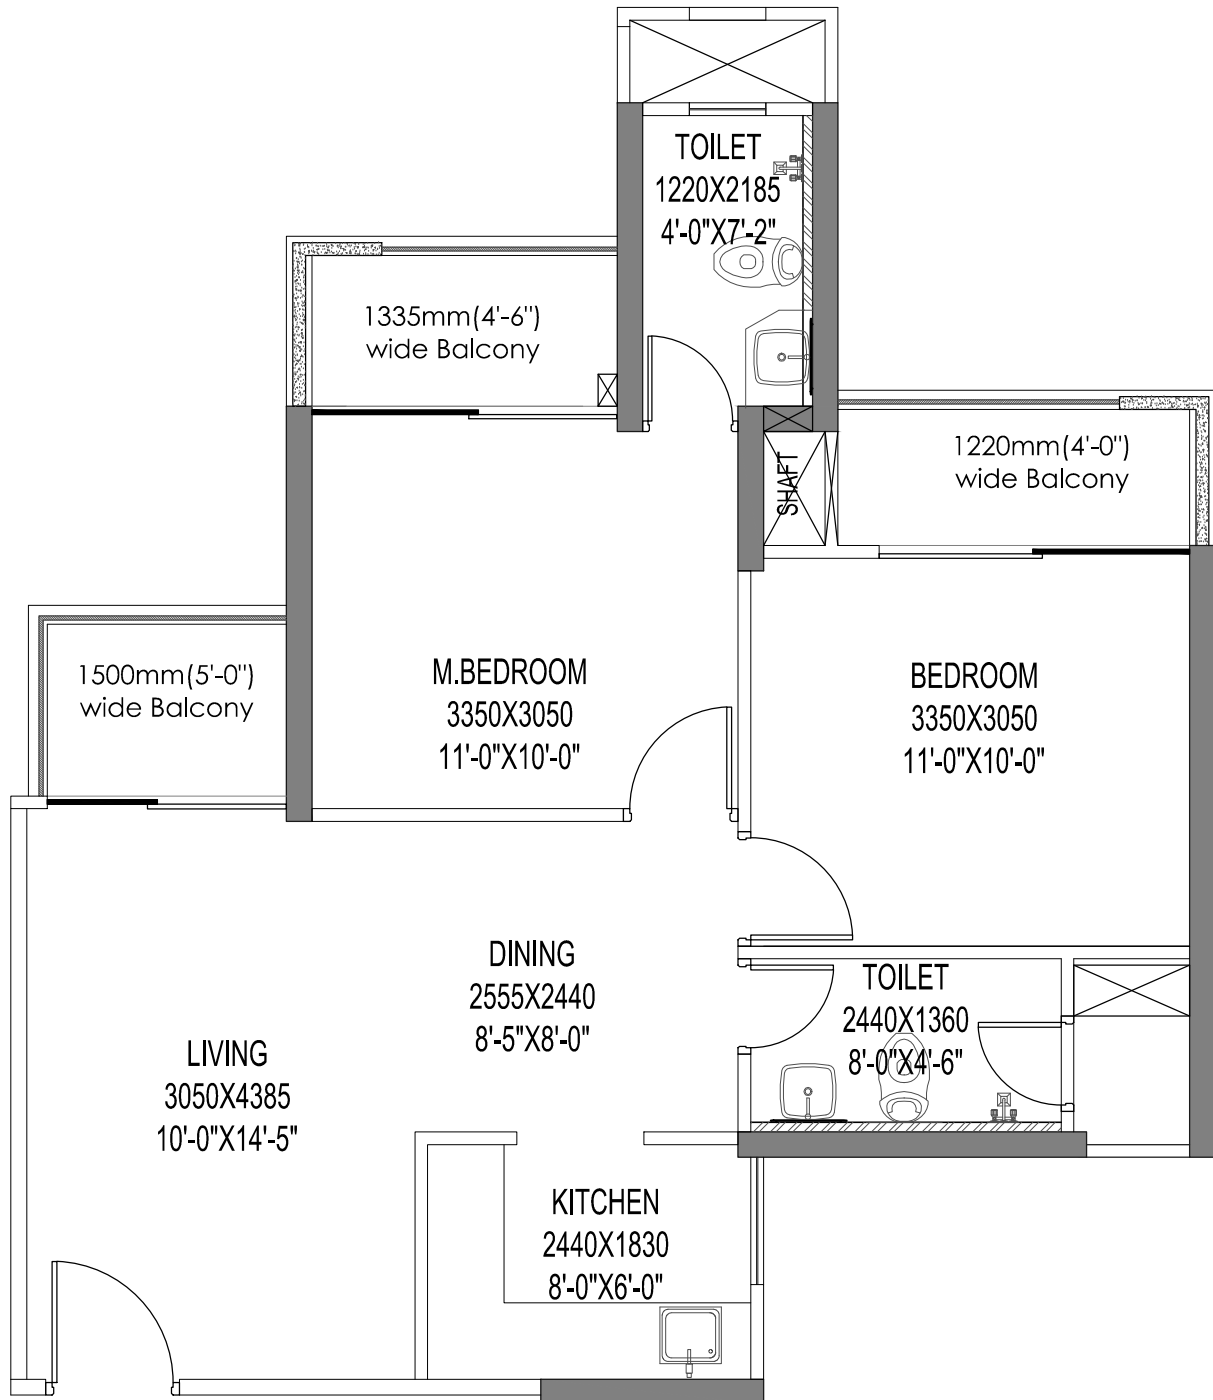 TOILET
1220X2185
4'-0"X7'-2"
1335mm(4'-6")
wide Balcony
1220mm(4'-0")
wide Balcony
SHAFT
1500mm(5'-0")
wide Balcony
M.BEDROOM
3350X3050
11'-0"X10'-0"
BEDROOM
3350X3050
11'-0"X10'-0"
DINING
2555X2440
8'-5"X8'-0"
TOILET
2440X1360
8'-0"X4'-6"
LIVING
3050X4385
10'-0"X14'-5"
KITCHEN
2440X1830
8'-0"X6'-0"